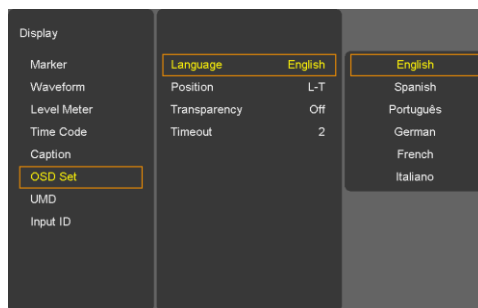 Display
Marker
Waveform
Level Meter
Time Code
Caption
OSD Set
UMD
Input ID
Language English
Position L-T
Transparency Off
Timeout 2
English
Spanish
Português
German
French
Italiano